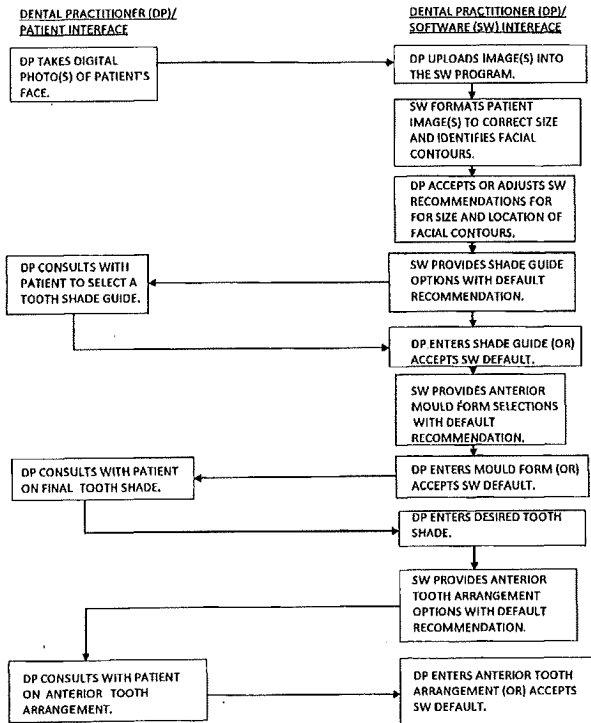 DENTAL PRACTITIONER (DP)/
PATIENT INTERFACE
DENTAL PRACTITIONER (DP)/
SOFTWARE (SW) INTERFACE
DP TAKES DIGITAL
PHOTO(S) OF PATIENT'S
FACE.
DP UPLOADS IMAGE(S) INTO
THE SW PROGRAM.
SW FORMATS PATIENT
IMAGE(S) TO CORRECT SIZE
AND IDENTIFIES FACIAL
CONTOURS.
DP ACCEPTS OR ADJUSTS SW
RECOMMENDATIONS FOR
FOR SIZE AND LOCATION OF
FACIAL CONTOURS.
SW PROVIDES SHADE GUIDE
OPTIONS WITH DEFAULT
RECOMMENDATION.
DP CONSULTS WITH
PATIENT TO SELECT A
TOOTH SHADE GUIDE.
DP ENTERS SHADE GUIDE (OR)
ACCEPTS SW DEFAULT.
SW PROVIDES ANTERIOR
MOULD FORM SELECTIONS
WITH DEFAULT
RECOMMENDATION.
DP ENTERS MOULD FORM (OR)
ACCEPTS SW DEFAULT.
DP CONSULTS WITH PATIENT
ON FINAL TOOTH SHADE.
DP ENTERS DESIRED TOOTH
SHADE.
SW PROVIDES ANTERIOR
TOOTH ARRANGEMENT
OPTIONS WITH DEFAULT
RECOMMENDATION.
DP CONSULTS WITH PATIENT
ON ANTERIOR TOOTH
ARRANGEMENT.
DP ENTERS ANTERIOR TOOTH
ARRANGEMENT (OR) ACCEPTS
SW DEFAULT.